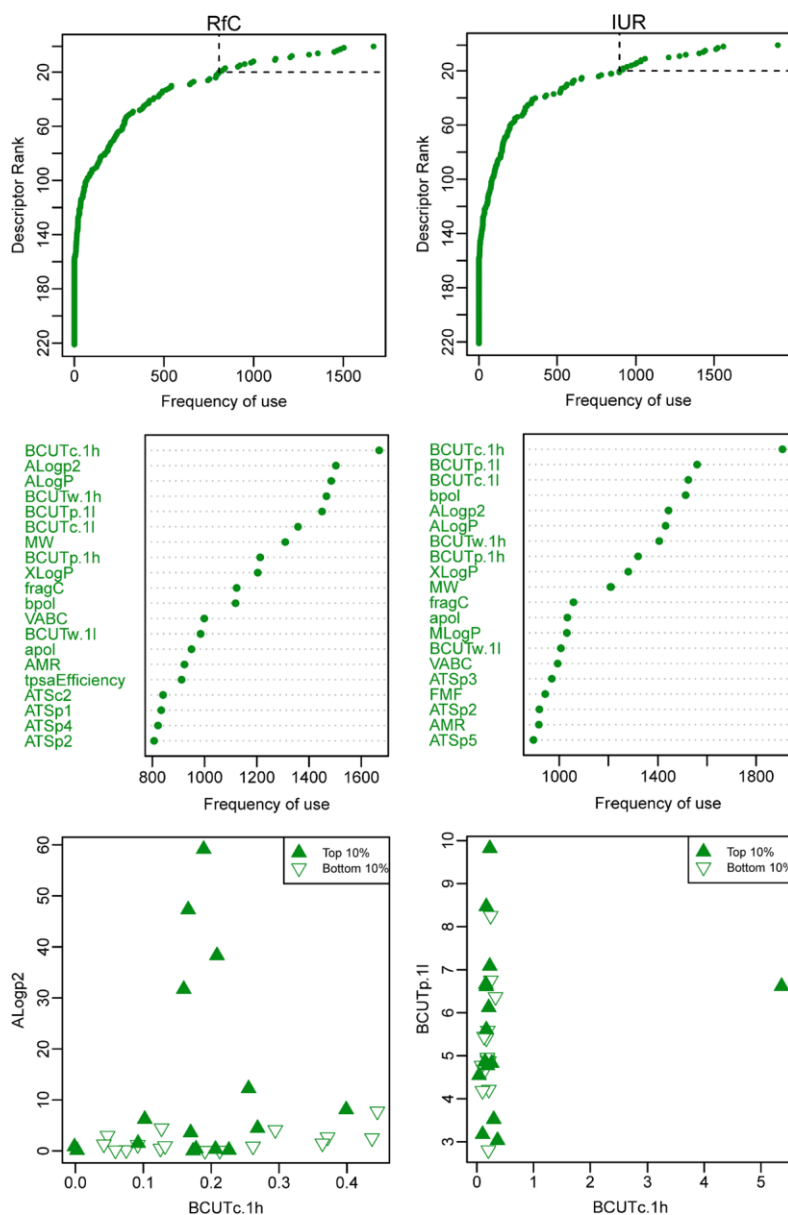 RfC
Descriptor Rank
20
60
100
140
180
220
0
500
1000
1500
Frequency of use
IUR
Descriptor Rank
20
60
100
140
180
220
0
500
1000
1500
Frequency of use
BCUTc.1h
ALogp2
ALogP
BCUTw.1h
BCUTp.1l
BCUTc.1l
MW
BCUTp.1h
XLogP
fragC
bpol
VABC
BCUTw.1l
apol
AMR
tpsaEfficiency
ATSc2
ATSp1
ATSp4
ATSp2
800
1000
1200
1400
1600
Frequency of use
BCUTc.1h
BCUTp.1l
BCUTc.1l
bpol
ALogp2
ALogP
BCUTw.1h
BCUTp.1h
XLogP
MW
fragC
apol
MLogP
BCUTw.1l
VABC
ATSp3
FMF
ATSp2
AMR
ATSp5
1000
1400
1800
Frequency of use
Top 10%
Bottom 10%
ALogp2
60
50
40
30
20
10
0
0.0
0.1
0.2
0.3
0.4
BCUTc.1h
Top 10%
Bottom 10%
BCUTp.1l
10
9
8
7
6
5
4
3
0
1
2
3
4
5
BCUTc.1h